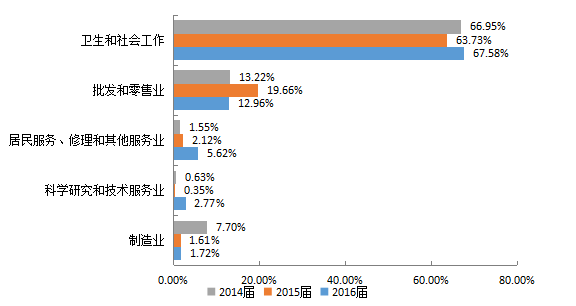 卫生和社会工作
66.95%
63.73%
67.58%
批发和零售业
13.22%
19.66%
12.96%
居民服务、修理和其他服务业
1.55%
2.12%
5.62%
科学研究和技术服务业
0.63%
0.35%
2.77%
制造业
7.70%
1.61%
1.72%
0.00% 20.00% 40.00% 60.00% 80.00%
2014届 2015届 2016届